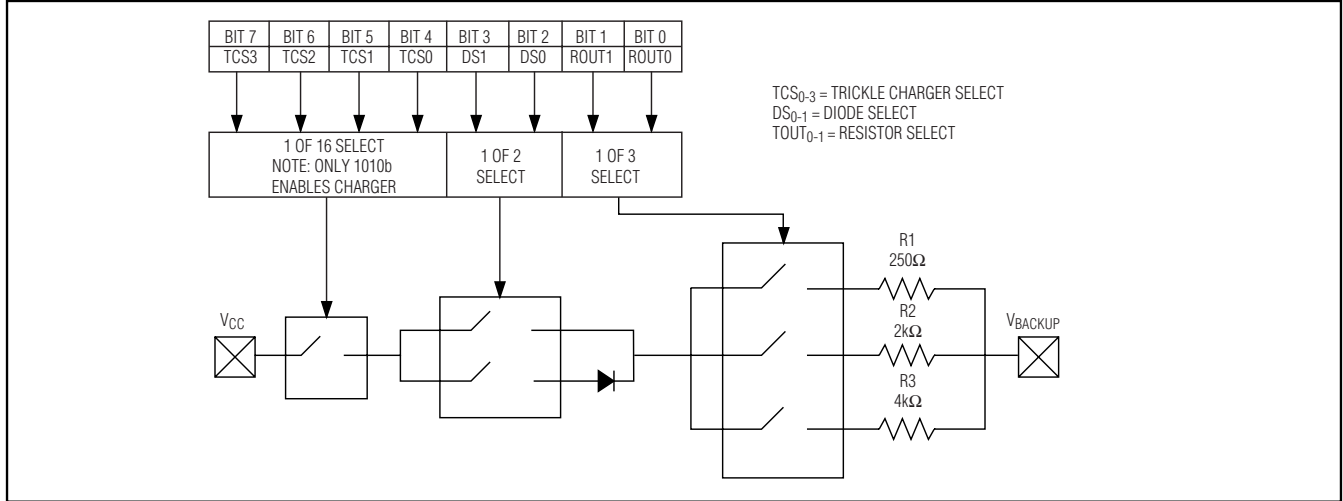 BIT 7 BIT 6 BIT 5 BIT 4 BIT 3 BIT 2 BIT 1 BIT 0
TCS3 TCS2 TCS1 TCS0 DS1 DS0 ROUT1 ROUT0
TCS0-3 = TRICKLE CHARGER SELECT
DS0-1 = DIODE SELECT
TOUT0-1 = RESISTOR SELECT
1 OF 16 SELECT
NOTE: ONLY 1010b
ENABLES CHARGER
1 OF 2
SELECT
1 OF 3
SELECT
R1
250Ω
VCC
R2
2kΩ
VBACKUP
R3
4kΩ